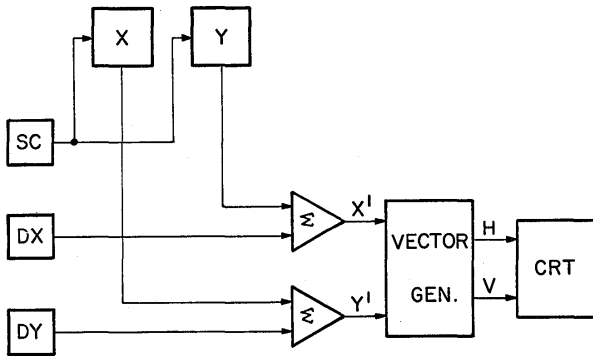 X
Y
SC
DX
Σ
X'
VECTOR
GEN.
H
V
CRT
DY
Σ
Y'